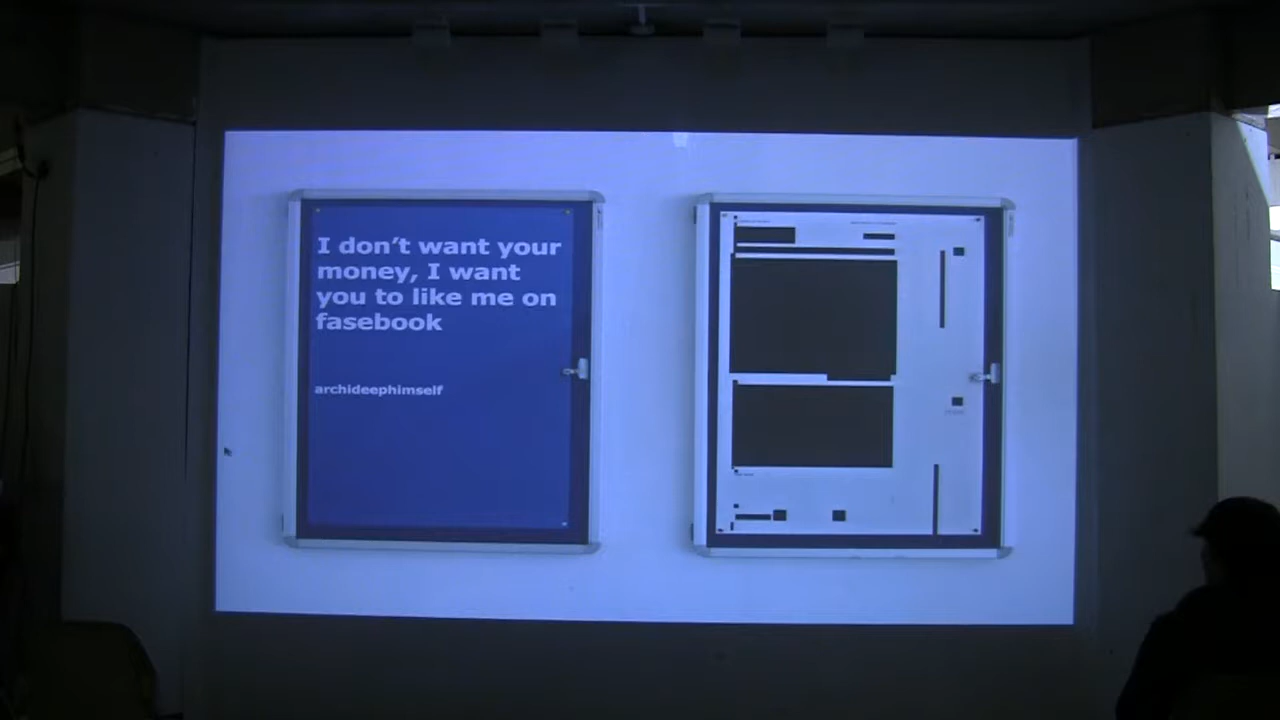 I don't want your
money, I want
you to like me on
fasebook
archideephimself